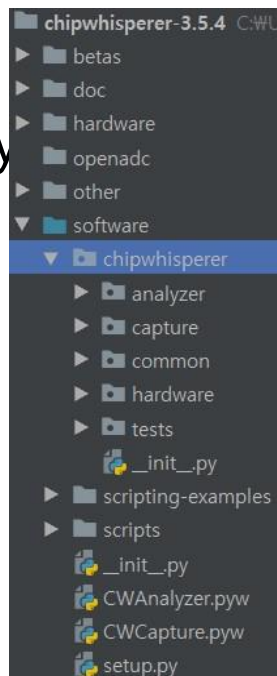 chipwhisperer-3.5.4 C:₩U
betas
doc
hardware
y
openadc
other
software
chipwhisperer
analyzer
capture
common
hardware
tests
__init__.py
scripting-examples
scripts
__init__.py
CWAnalyzer.pyw
CWCapture.pyw
setup.py